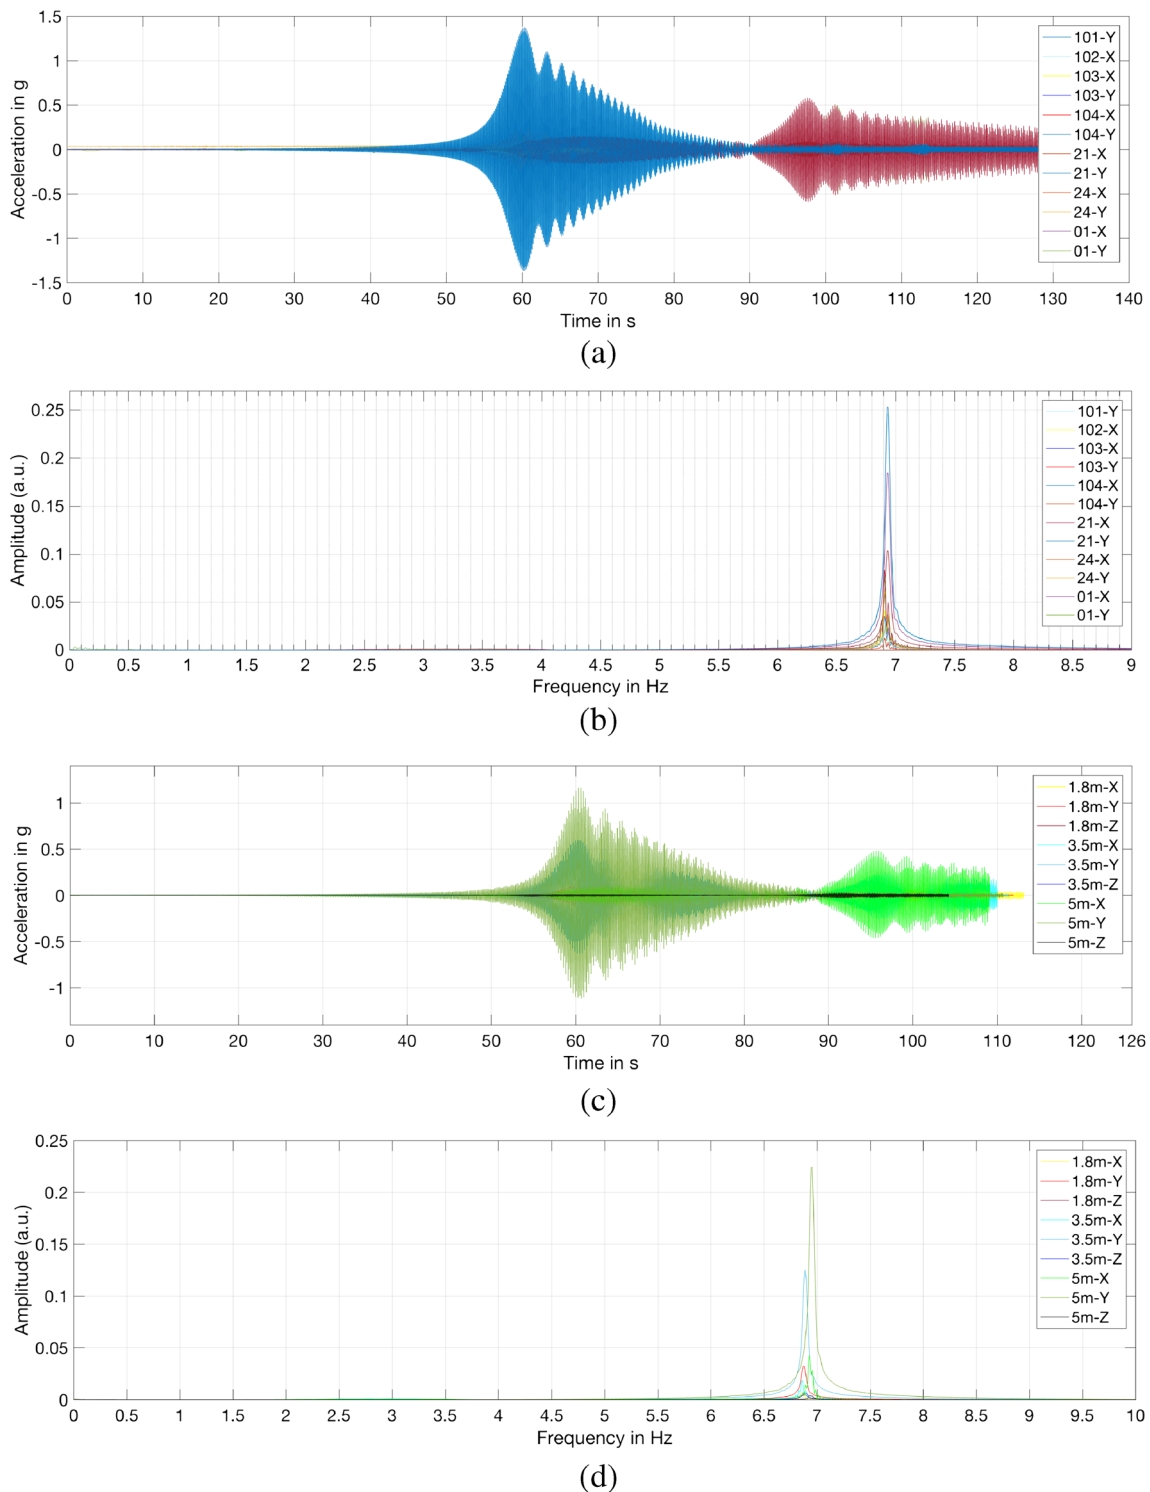 1.5
1
0.5
0
-0.5
-1
-1.5
Acceleration in g
0 10 20 30 40 50 60 70 80 90 100 110 120 130 140
Time in s
101-Y
102-X
103-X
103-Y
104-X
104-Y
21-X
21-Y
24-X
24-Y
01-X
01-Y
(a)
0.25
0.2
0.15
0.1
0.05
0
Amplitude (a.u.)
0 0.5 1 1.5 2 2.5 3 3.5 4 4.5 5 5.5 6 6.5 7 7.5 8 8.5 9
Frequency in Hz
101-Y
102-X
103-X
103-Y
104-X
104-Y
21-X
21-Y
24-X
24-Y
01-X
01-Y
(b)
1
0.5
0
-0.5
-1
Acceleration in g
0 10 20 30 40 50 60 70 80 90 100 110 120 126
Time in s
1.8m-X
1.8m-Y
1.8m-Z
3.5m-X
3.5m-Y
3.5m-Z
5m-X
5m-Y
5m-Z
(c)
0.25
0.2
0.15
0.1
0.05
0
Amplitude (a.u.)
0 0.5 1 1.5 2 2.5 3 3.5 4 4.5 5 5.5 6 6.5 7 7.5 8 8.5 9 9.5 10
Frequency in Hz
1.8m-X
1.8m-Y
1.8m-Z
3.5m-X
3.5m-Y
3.5m-Z
5m-X
5m-Y
5m-Z
(d)